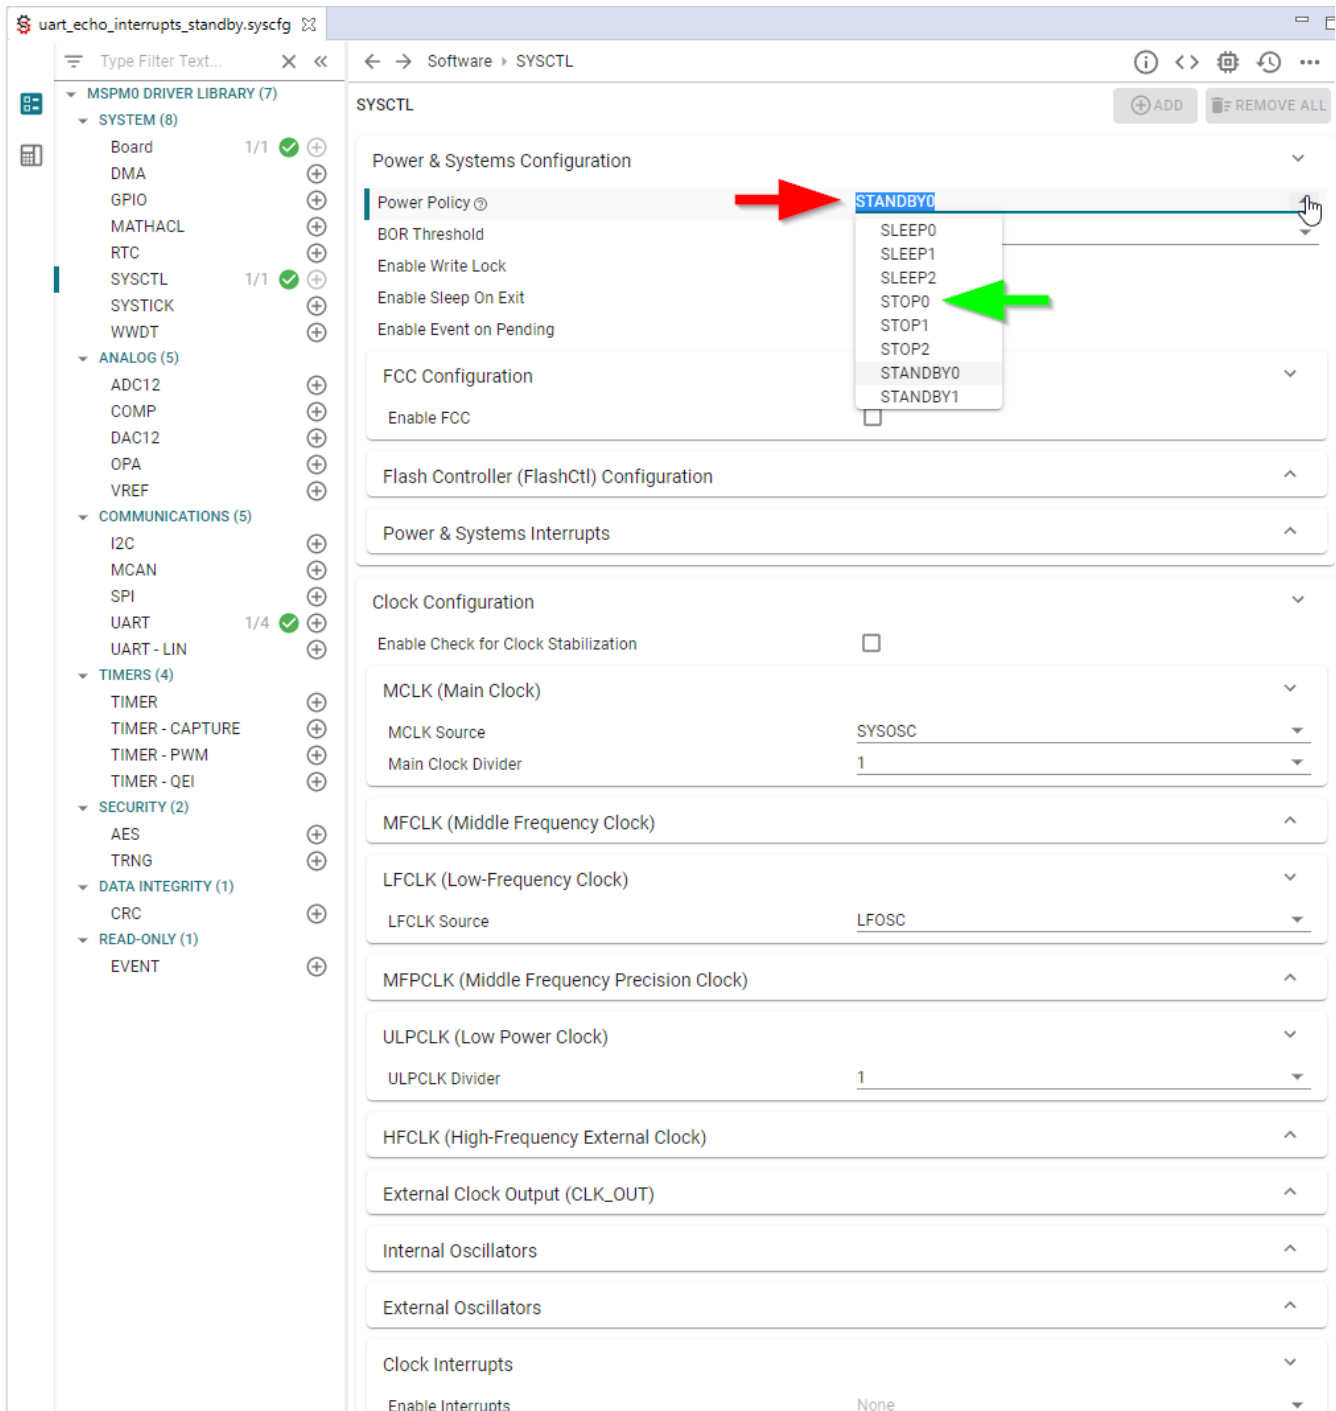 uart_echo_interrupts_standby.syscfg
Type Filter Text...
MSPM0 DRIVER LIBRARY (7)
SYSTEM (8)
Board 1/1
DMA
GPIO
MATHACL
RTC
SYSCTL 1/1
SYSTICK
WWDT
ANALOG (5)
ADC12
COMP
DAC12
OPA
VREF
COMMUNICATIONS (5)
I2C
MCAN
SPI
UART 1/4
UART - LIN
TIMERS (4)
TIMER
TIMER - CAPTURE
TIMER - PWM
TIMER - QEI
SECURITY (2)
AES
TRNG
DATA INTEGRITY (1)
CRC
READ-ONLY (1)
EVENT
Software SYSCTL
SYSCTL
ADD
REMOVE ALL
Power & Systems Configuration
Power Policy STANDBY0
SLEEP0
SLEEP1
SLEEP2
STOP0
STOP1
STOP2
STANDBY0
STANDBY1
BOR Threshold
Enable Write Lock
Enable Sleep On Exit
Enable Event on Pending
FCC Configuration
Enable FCC
Flash Controller (FlashCtl) Configuration
Power & Systems Interrupts
Clock Configuration
Enable Check for Clock Stabilization
MCLK (Main Clock)
MCLK Source SYSOSC
Main Clock Divider 1
MFCLK (Middle Frequency Clock)
LFCLK (Low-Frequency Clock)
LFCLK Source LFOSC
MFPCLK (Middle Frequency Precision Clock)
ULPCLK (Low Power Clock)
ULPCLK Divider 1
HFCLK (High-Frequency External Clock)
External Clock Output (CLK_OUT)
Internal Oscillators
External Oscillators
Clock Interrupts
Enable Interrupts None